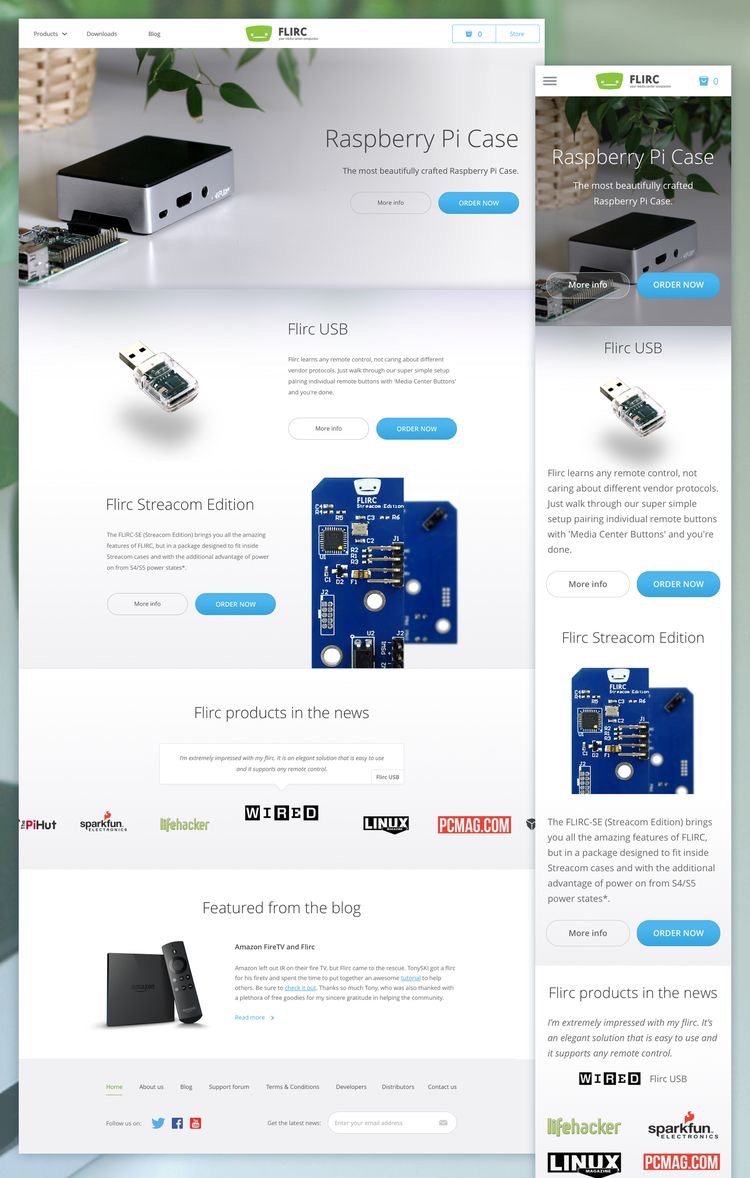 Products
Downloads
Blog
FLIRC
your media center companion
0
Store
Raspberry Pi Case
The most beautifully crafted Raspberry Pi Case.
More info
ORDER NOW
Flirc USB
Flirc learns any remote control, not caring about different
vendor protocols. Just walk through our super simple setup
pairing individual remote buttons with 'Media Center Buttons'
and you're done.
More info
ORDER NOW
Flirc Streacom Edition
The FLIRC-SE (Streacom Edition) brings you all the amazing
features of FLIRC, but in a package designed to fit inside
Streacom cases and with the additional advantage of power
on from S4/S5 power states*.
More info
ORDER NOW
FLIRC
Streacom Edition
C4
R4
R5
C3
R6
C2
U1
J1
R2
R1
R3
C1
D2
F1
J2
U2
J2
Flirc products in the news
I'm extremely impressed with my flirc. It is an elegant solution that is easy to use
and it supports any remote control.
Flirc USB
The PiHut
sparkfun
ELECTRONICS
lifehacker
WIRED
LINUX
MAGAZINE
PCMAG.COM
Featured from the blog
Amazon FireTV and Flirc
Amazon left out IR on their fire TV, but Flirc came to the rescue. TonySKI got a flirc
for his firetv and spent the time to put together an awesome tutorial to help
others. Be sure to check it out. Thanks so much Tony, who was also thanked with
a plethora of free goodies for my sincere gratitude in helping the community.
Read more
amazon
Home
About us
Blog
Support forum
Terms & Conditions
Developers
Distributors
Contact us
Follow us on:
Get the latest news:
Enter your email address
FLIRC
your media center companion
0
Raspberry Pi Case
The most beautifully crafted
Raspberry Pi Case.
More info
ORDER NOW
Flirc USB
Flirc learns any remote control, not
caring about different vendor protocols.
Just walk through our super simple
setup pairing individual remote buttons
with 'Media Center Buttons' and you're
done.
More info
ORDER NOW
Flirc Streacom Edition
FLIRC
Streacom Edition
The FLIRC-SE (Streacom Edition) brings
you all the amazing features of FLIRC,
but in a package designed to fit inside
Streacom cases and with the additional
advantage of power on from S4/S5
power states*.
More info
ORDER NOW
Flirc products in the news
I'm extremely impressed with my flirc. It's
an elegant solution that is easy to use and
it supports any remote control.
WIRED
Flirc USB
lifehacker
sparkfun
ELECTRONICS
LINUX
MAGAZINE
PCMAG.COM